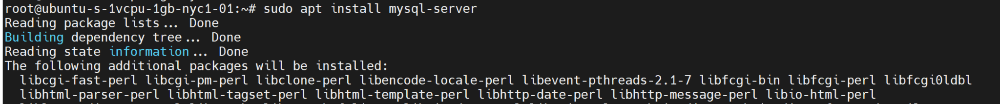 root@ubuntu-s-1vcpu-1gb-nyc1-01:~# sudo apt install mysql-server
Reading package lists... Done
Building dependency tree... Done
Reading state information... Done
The following additional packages will be installed:
libcgi-fast-perl libcgi-pm-perl libclone-perl libencode-locale-perl libevent-pthreads-2.1-7 libfcgi-bin libfcgi-perl libfcgi0ldbl
libhtml-parser-perl libhtml-tagset-perl libhtml-template-perl libhttp-date-perl libhttp-message-perl libio-html-perl